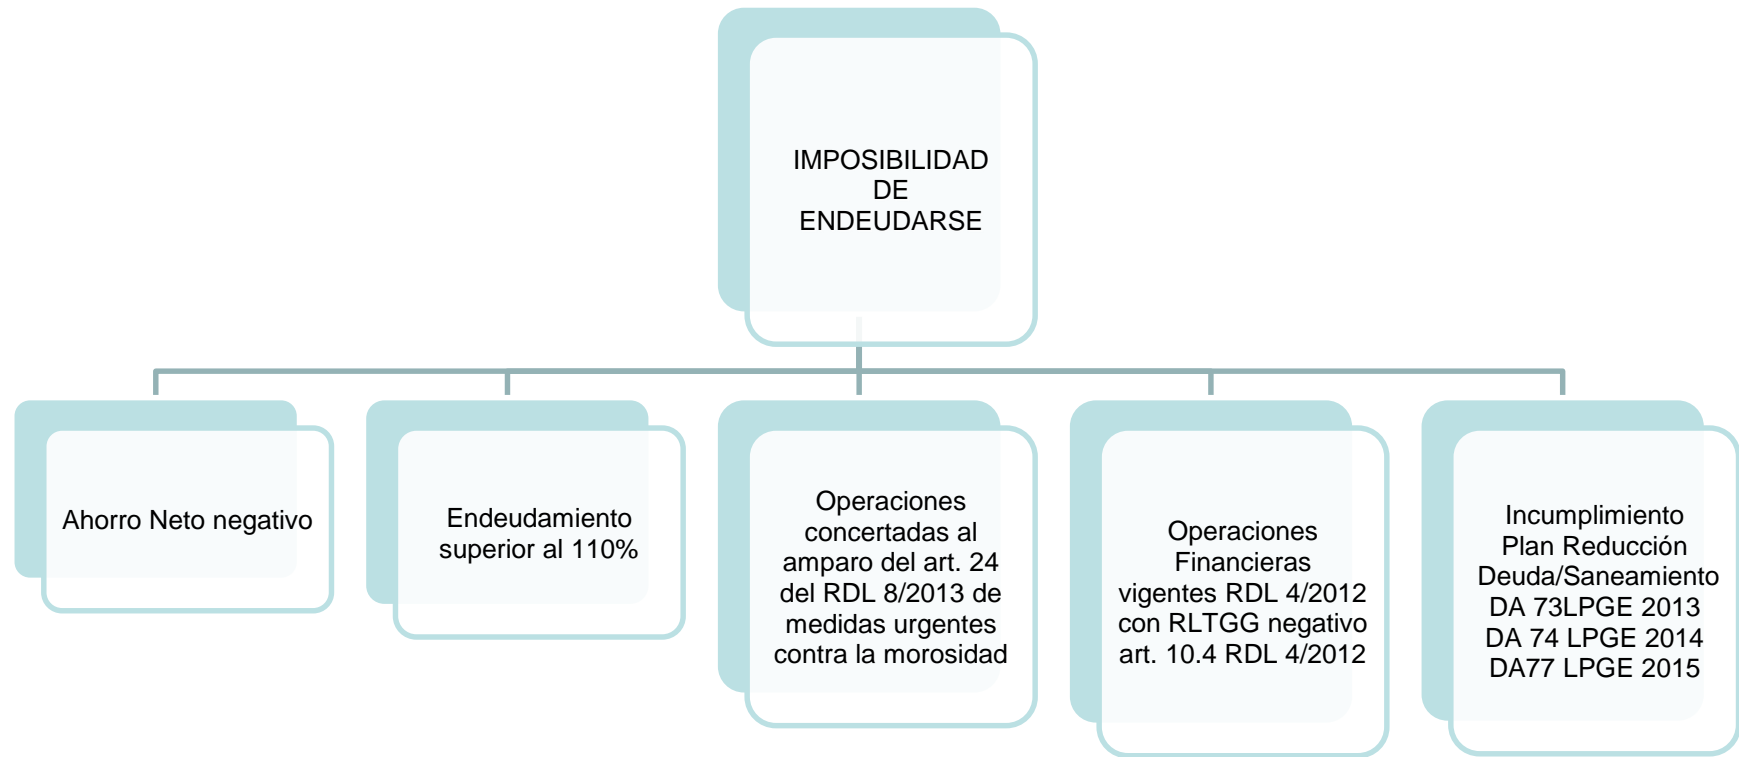 IMPOSIBILIDAD
DE
ENDEUDARSE
Ahorro Neto negativo
Endeudamiento
superior al 110%
Operaciones
concertadas al
amparo del art. 24
del RDL 8/2013 de
medidas urgentes
contra la morosidad
Operaciones
Financieras
vigentes RDL 4/2012
con RLTGG negativo
art. 10.4 RDL 4/2012
Incumplimiento
Plan Reducción
Deuda/Saneamiento
DA 73LPGE 2013
DA 74 LPGE 2014
DA77 LPGE 2015